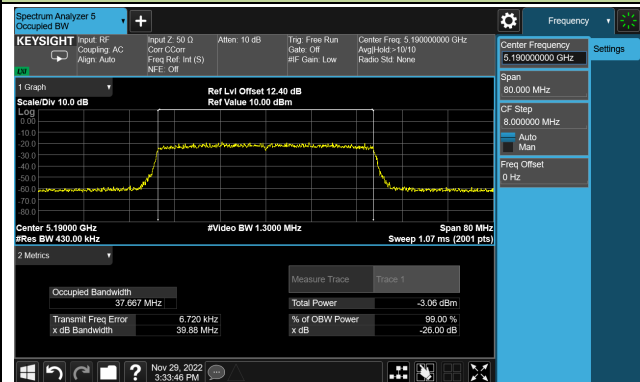 Spectrum Analyzer 5
Occupied BW
Frequency
KEYSIGHT
Input: RF
Coupling: AC
Align: Auto
Input Z: 50 Ω
Corr CCorr
Freq Ref: Int (S)
NFE: Off
Atten: 10 dB
Trig: Free Run
Gate: Off
#IF Gain: Low
Center Freq: 5.190000000 GHz
Avg|Hold:>10/10
Radio Std: None
LXI
Center Frequency
5.190000000 GHz
Settings
Span
80.000 MHz
CF Step
8.000000 MHz
Auto
Man
Freq Offset
0 Hz
1 Graph
Scale/Div 10.0 dB
Ref Lvl Offset 12.40 dB
Ref Value 10.00 dBm
Log
0.00
-10.0
-20.0
-30.0
-40.0
-50.0
-60.0
-70.0
-80.0
Center 5.19000 GHz
#Video BW 1.3000 MHz
Span 80 MHz
#Res BW 430.00 kHz
Sweep 1.07 ms (2001 pts)
2 Metrics
Measure Trace
Trace 1
Occupied Bandwidth
37.667 MHz
Total Power
-3.06 dBm
Transmit Freq Error
6.720 kHz
% of OBW Power
99.00 %
x dB Bandwidth
39.88 MHz
x dB
-26.00 dB
?
Nov 29, 2022
3:33:46 PM